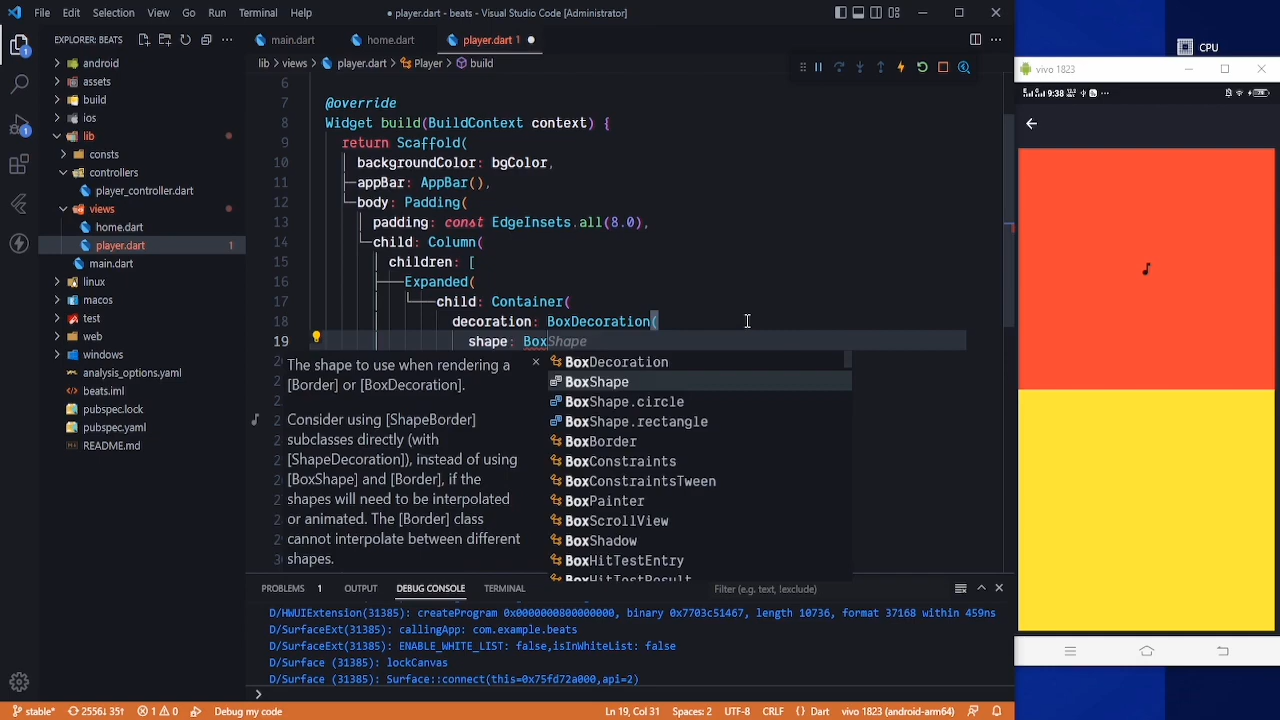 File Edit Selection View Go Run Terminal Help
● player.dart - beats - Visual Studio Code [Administrator]
CPU
EXPLORER: BEATS
main.dart
home.dart
player.dart 1
lib > views > player.dart > Player > build
android
assets
build
ios
lib
consts
controllers
player_controller.dart
views
home.dart
player.dart 1
main.dart
linux
macos
test
web
windows
analysis_options.yaml
beats.iml
pubspec.lock
pubspec.yaml
README.md
6
7 @override
8 Widget build(BuildContext context) {
9 return Scaffold(
10 backgroundColor: bgColor,
11 appBar: AppBar(),
12 body: Padding(
13 padding: const EdgeInsets.all(8.0),
14 child: Column(
15 children: [
16 Expanded(
17 child: Container(
18 decoration: BoxDecoration(
19 shape: BoxShape
The shape to use when rendering a
[Border] or [BoxDecoration].
Consider using [ShapeBorder]
subclasses directly (with
[ShapeDecoration]), instead of using
[BoxShape] and [Border], if the
shapes will need to be interpolated
or animated. The [Border] class
cannot interpolate between different
shapes.
BoxDecoration
BoxShape
BoxShape.circle
BoxShape.rectangle
BoxBorder
BoxConstraints
BoxConstraintsTween
BoxPainter
BoxScrollView
BoxShadow
BoxHitTestEntry
BoxHitTestResult
PROBLEMS 1 OUTPUT DEBUG CONSOLE TERMINAL
Filter (e.g. text, !exclude)
D/HWUIExtension(31385): createProgram 0x0000000800000000, binary 0x7703c51467, length 10736, format 37168 within 459ns
D/SurfaceExt(31385): callingApp: com.example.beats
D/SurfaceExt(31385): ENABLE_WHITE_LIST: false,isInWhiteList: false
D/Surface (31385): lockCanvas
D/Surface (31385): Surface::connect(this=0x75fd72a000,api=2)
vivo 1823
9:38
stable* 2556↓ 35↑ 1 0 Debug my code
Ln 19, Col 31 Spaces: 2 UTF-8 CRLF {} Dart vivo 1823 (android-arm64)